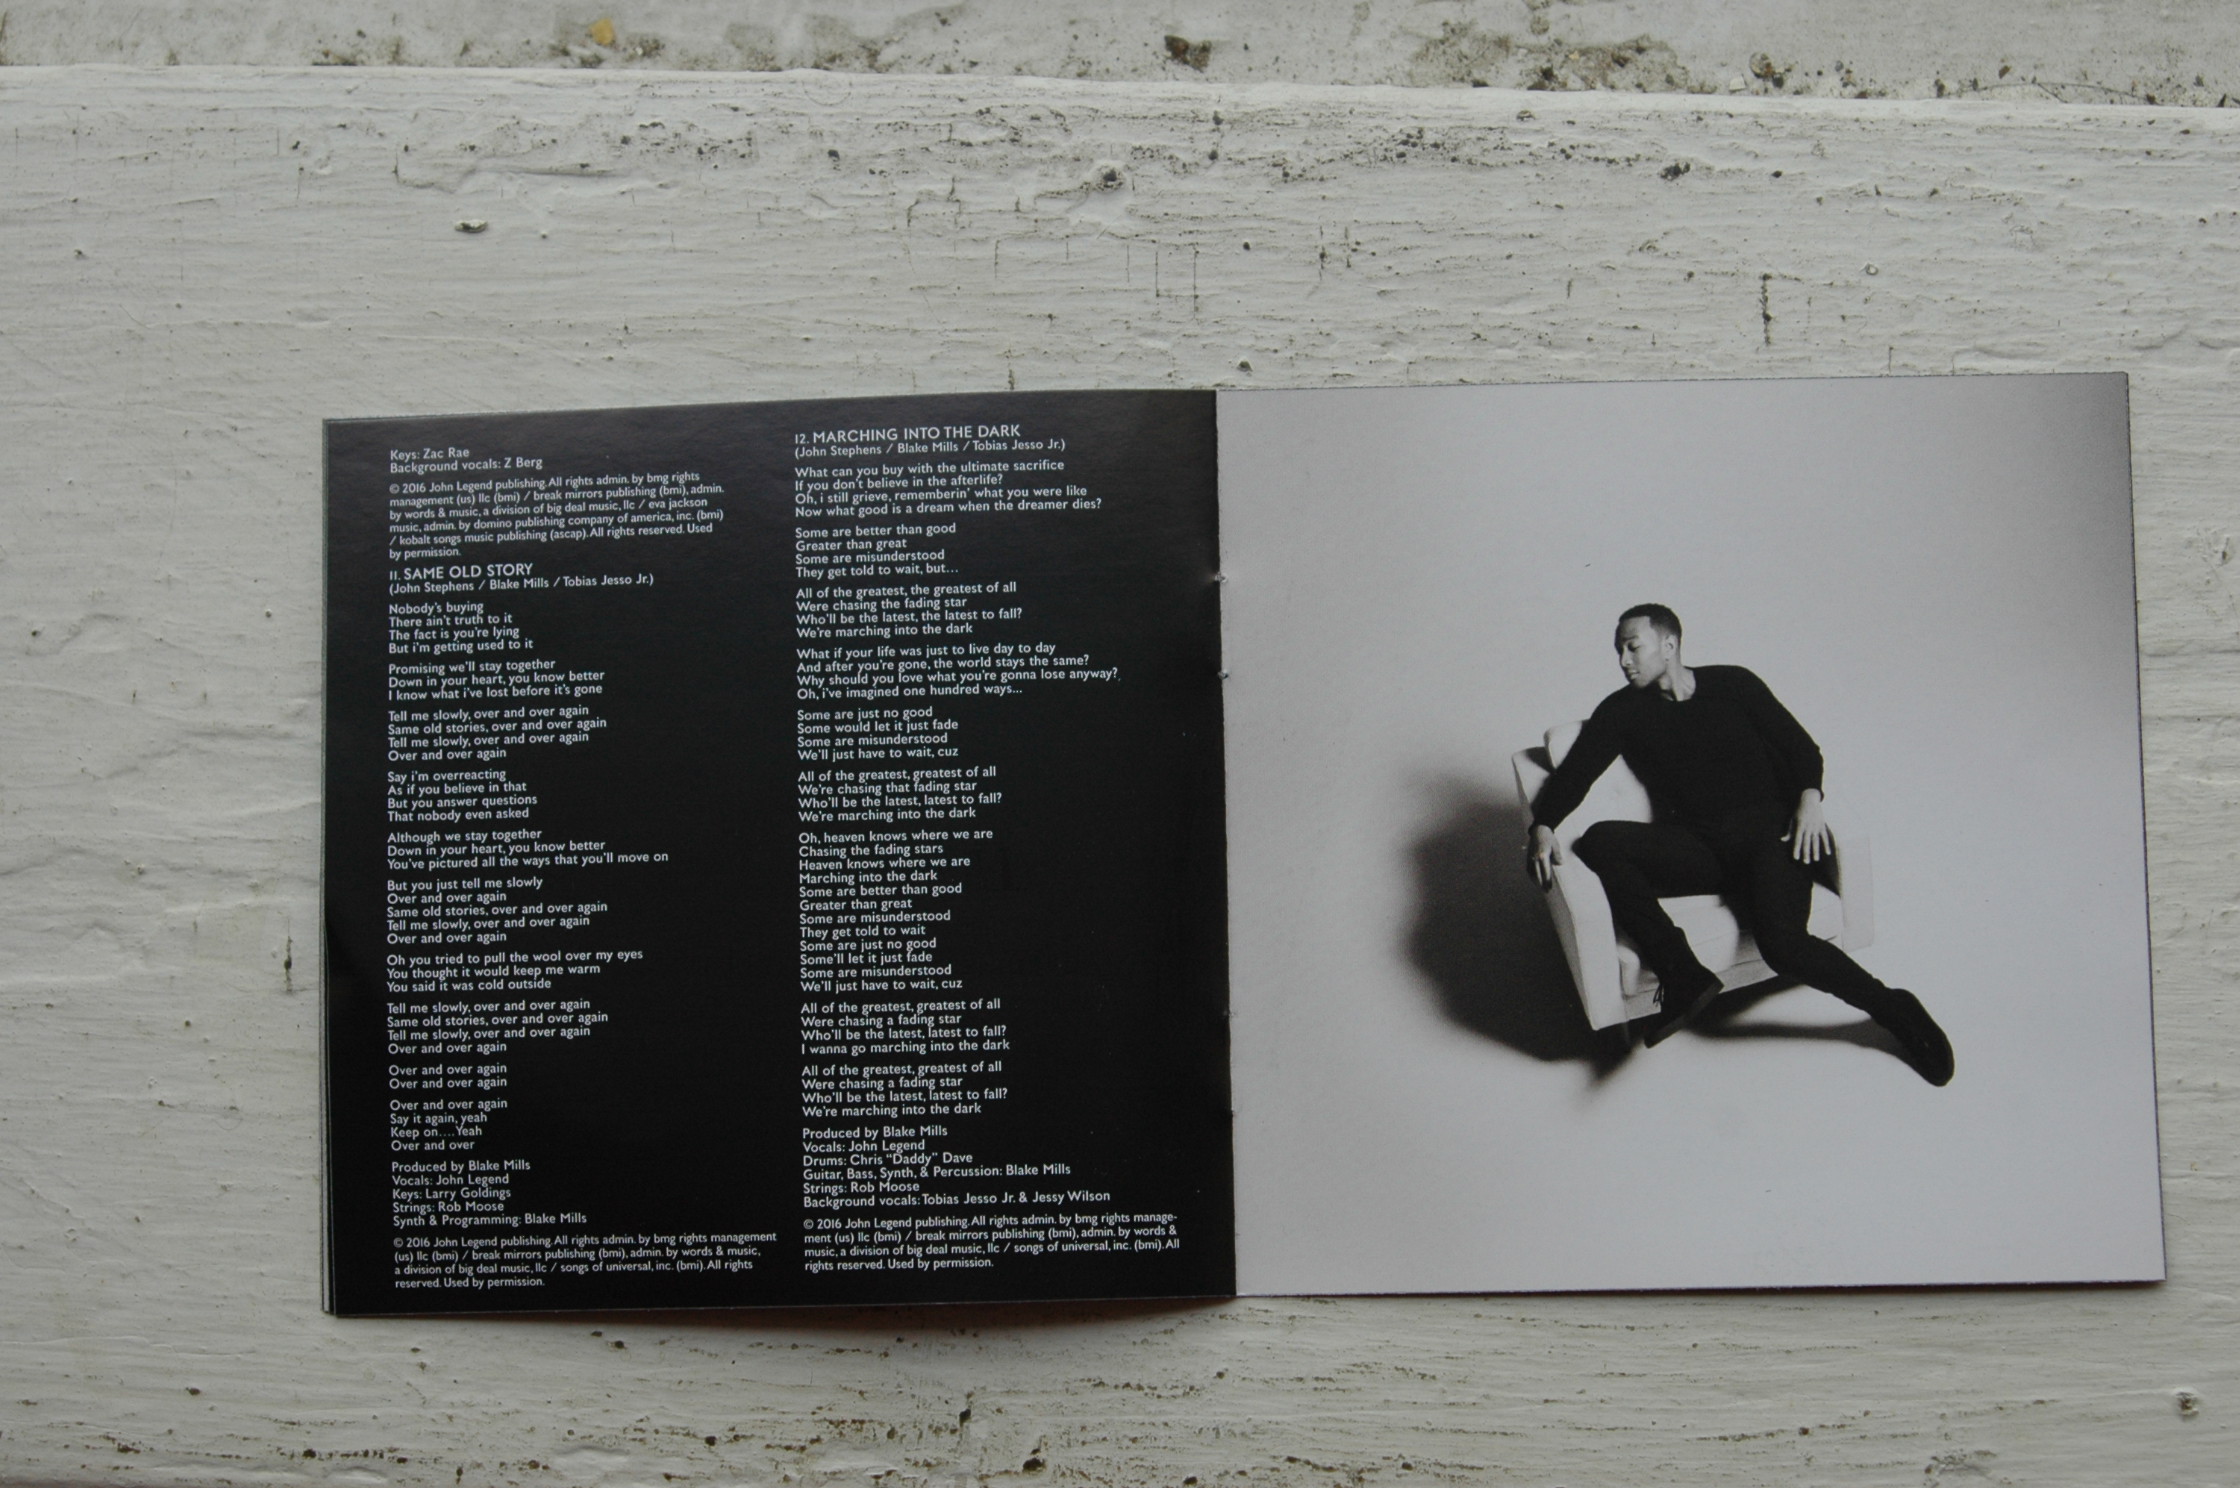 Keys: Zac Rae
Background vocals: Z Berg
© 2016 John Legend publishing. All rights admin. by bmg rights
management (us) llc (bmi) / break mirrors publishing (bmi), admin.
by words & music, a division of big deal music, llc / eva jackson
music, admin. by domino publishing company of america, inc. (bmi)
/ kobalt songs music publishing (ascap). All rights reserved. Used
by permission.
11. SAME OLD STORY
(John Stephens / Blake Mills / Tobias Jesso Jr.)
Nobody's buying
There ain't truth to it
The fact is you're lying
But i'm getting used to it
Promising we'll stay together
Down in your heart, you know better
I know what i've lost before it's gone
Tell me slowly, over and over again
Same old stories, over and over again
Tell me slowly, over and over again
Over and over again
Say i'm overreacting
As if you believe in that
But you answer questions
That nobody even asked
Although we stay together
Down in your heart, you know better
You've pictured all the ways that you'll move on
But you just tell me slowly
Over and over again
Same old stories, over and over again
Tell me slowly, over and over again
Over and over again
Oh you tried to pull the wool over my eyes
You thought it would keep me warm
You said it was cold outside
Tell me slowly, over and over again
Same old stories, over and over again
Tell me slowly, over and over again
Over and over again
Over and over again
Over and over again
Over and over again
Say it again, yeah
Keep on.... Yeah
Over and over
Produced by Blake Mills
Vocals: John Legend
Keys: Larry Goldings
Strings: Rob Moose
Synth & Programming: Blake Mills
© 2016 John Legend publishing. All rights admin. by bmg rights management
(us) llc (bmi) / break mirrors publishing (bmi), admin. by words & music,
a division of big deal music, llc / songs of universal, inc. (bmi). All rights
reserved. Used by permission.
12. MARCHING INTO THE DARK
(John Stephens / Blake Mills / Tobias Jesso Jr.)
What can you buy with the ultimate sacrifice
If you don't believe in the afterlife?
Oh, i still grieve, rememberin' what you were like
Now what good is a dream when the dreamer dies?
Some are better than good
Greater than great
Some are misunderstood
They get told to wait, but...
All of the greatest, the greatest of all
Were chasing the fading star
Who'll be the latest, the latest to fall?
We're marching into the dark
What if your life was just to live day to day
And after you're gone, the world stays the same?
Why should you love what you're gonna lose anyway?
Oh, i've imagined one hundred ways...
Some are just no good
Some would let it just fade
Some are misunderstood
We'll just have to wait, cuz
All of the greatest, greatest of all
We're chasing that fading star
Who'll be the latest, latest to fall?
We're marching into the dark
Oh, heaven knows where we are
Chasing the fading stars
Heaven knows where we are
Marching into the dark
Some are better than good
Greater than great
Some are misunderstood
They get told to wait
Some are just no good
Some'll let it just fade
Some are misunderstood
We'll just have to wait, cuz
All of the greatest, greatest of all
Were chasing a fading star
Who'll be the latest, latest to fall?
I wanna go marching into the dark
All of the greatest, greatest of all
Were chasing a fading star
Who'll be the latest, latest to fall?
We're marching into the dark
Produced by Blake Mills
Vocals: John Legend
Drums: Chris "Daddy" Dave
Guitar, Bass, Synth, & Percussion: Blake Mills
Strings: Rob Moose
Background vocals: Tobias Jesso Jr. & Jessy Wilson
© 2016 John Legend publishing. All rights admin. by bmg rights manage-
ment (us) llc (bmi) / break mirrors publishing (bmi), admin. by words &
music, a division of big deal music, llc / songs of universal, inc. (bmi). All
rights reserved. Used by permission.